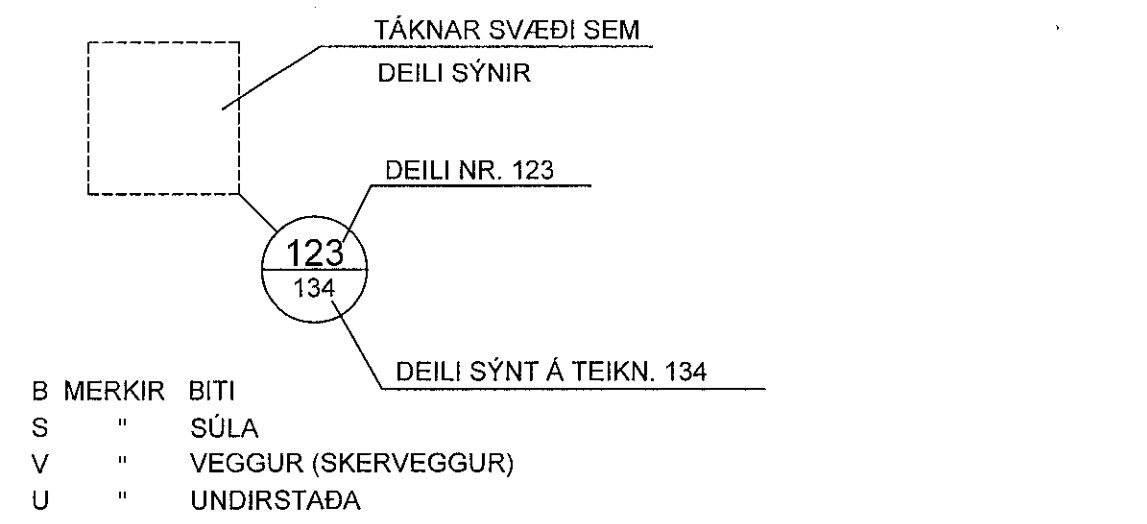 TÁKNAR SVÆÐI SEM
DEILI SÝNIR
DEILI NR. 123
123
134
DEILI SÝNT Á TEIKN. 134
B MERKIR BITI
S " SÚLA
V " VEGGUR (SKERVEGGUR)
U " UNDIRSTAÐA